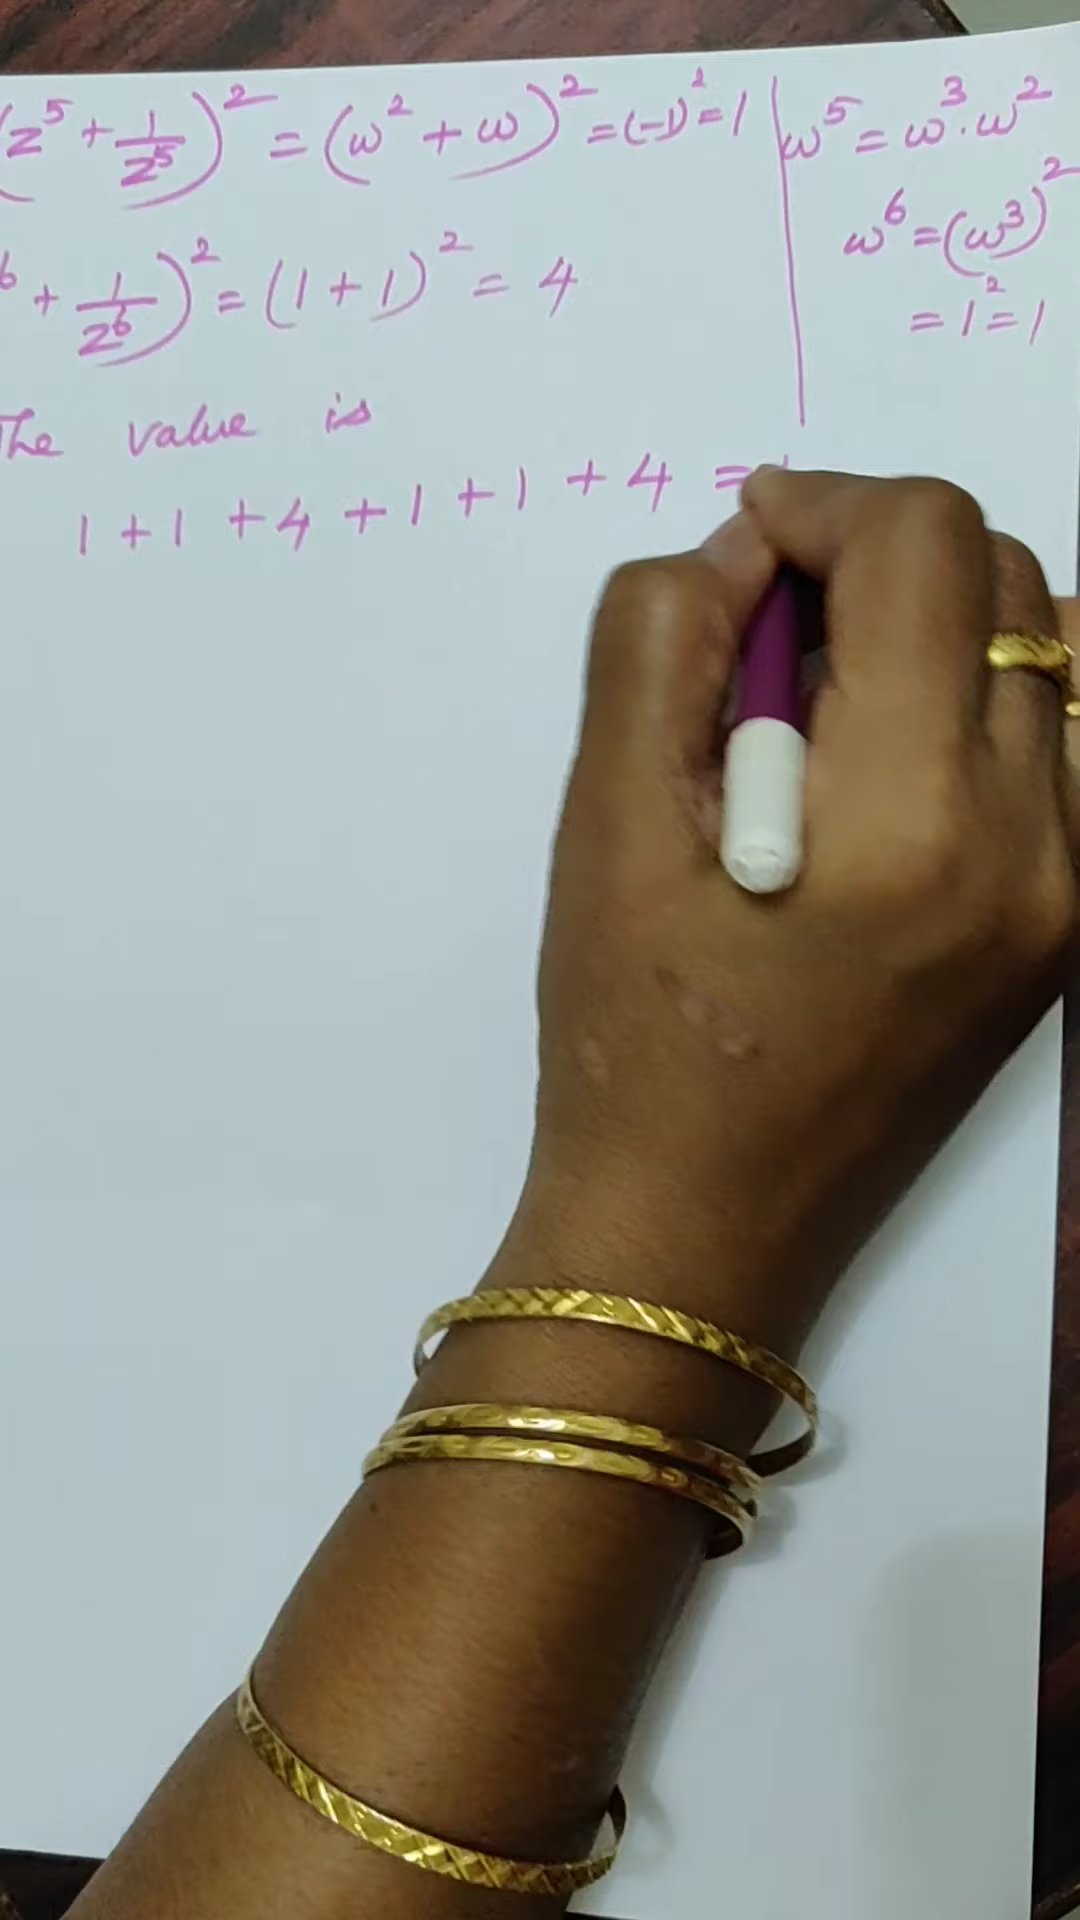 (z⁵ + 1/z⁵)² = (ω² + ω)² = (-1)² = 1
ω⁵ = ω³·ω²
ω⁶ = (ω³)²
= 1² = 1
⁶ + 1/z⁶)² = (1 + 1)² = 4
The value is
1 + 1 + 4 + 1 + 1 + 4 =